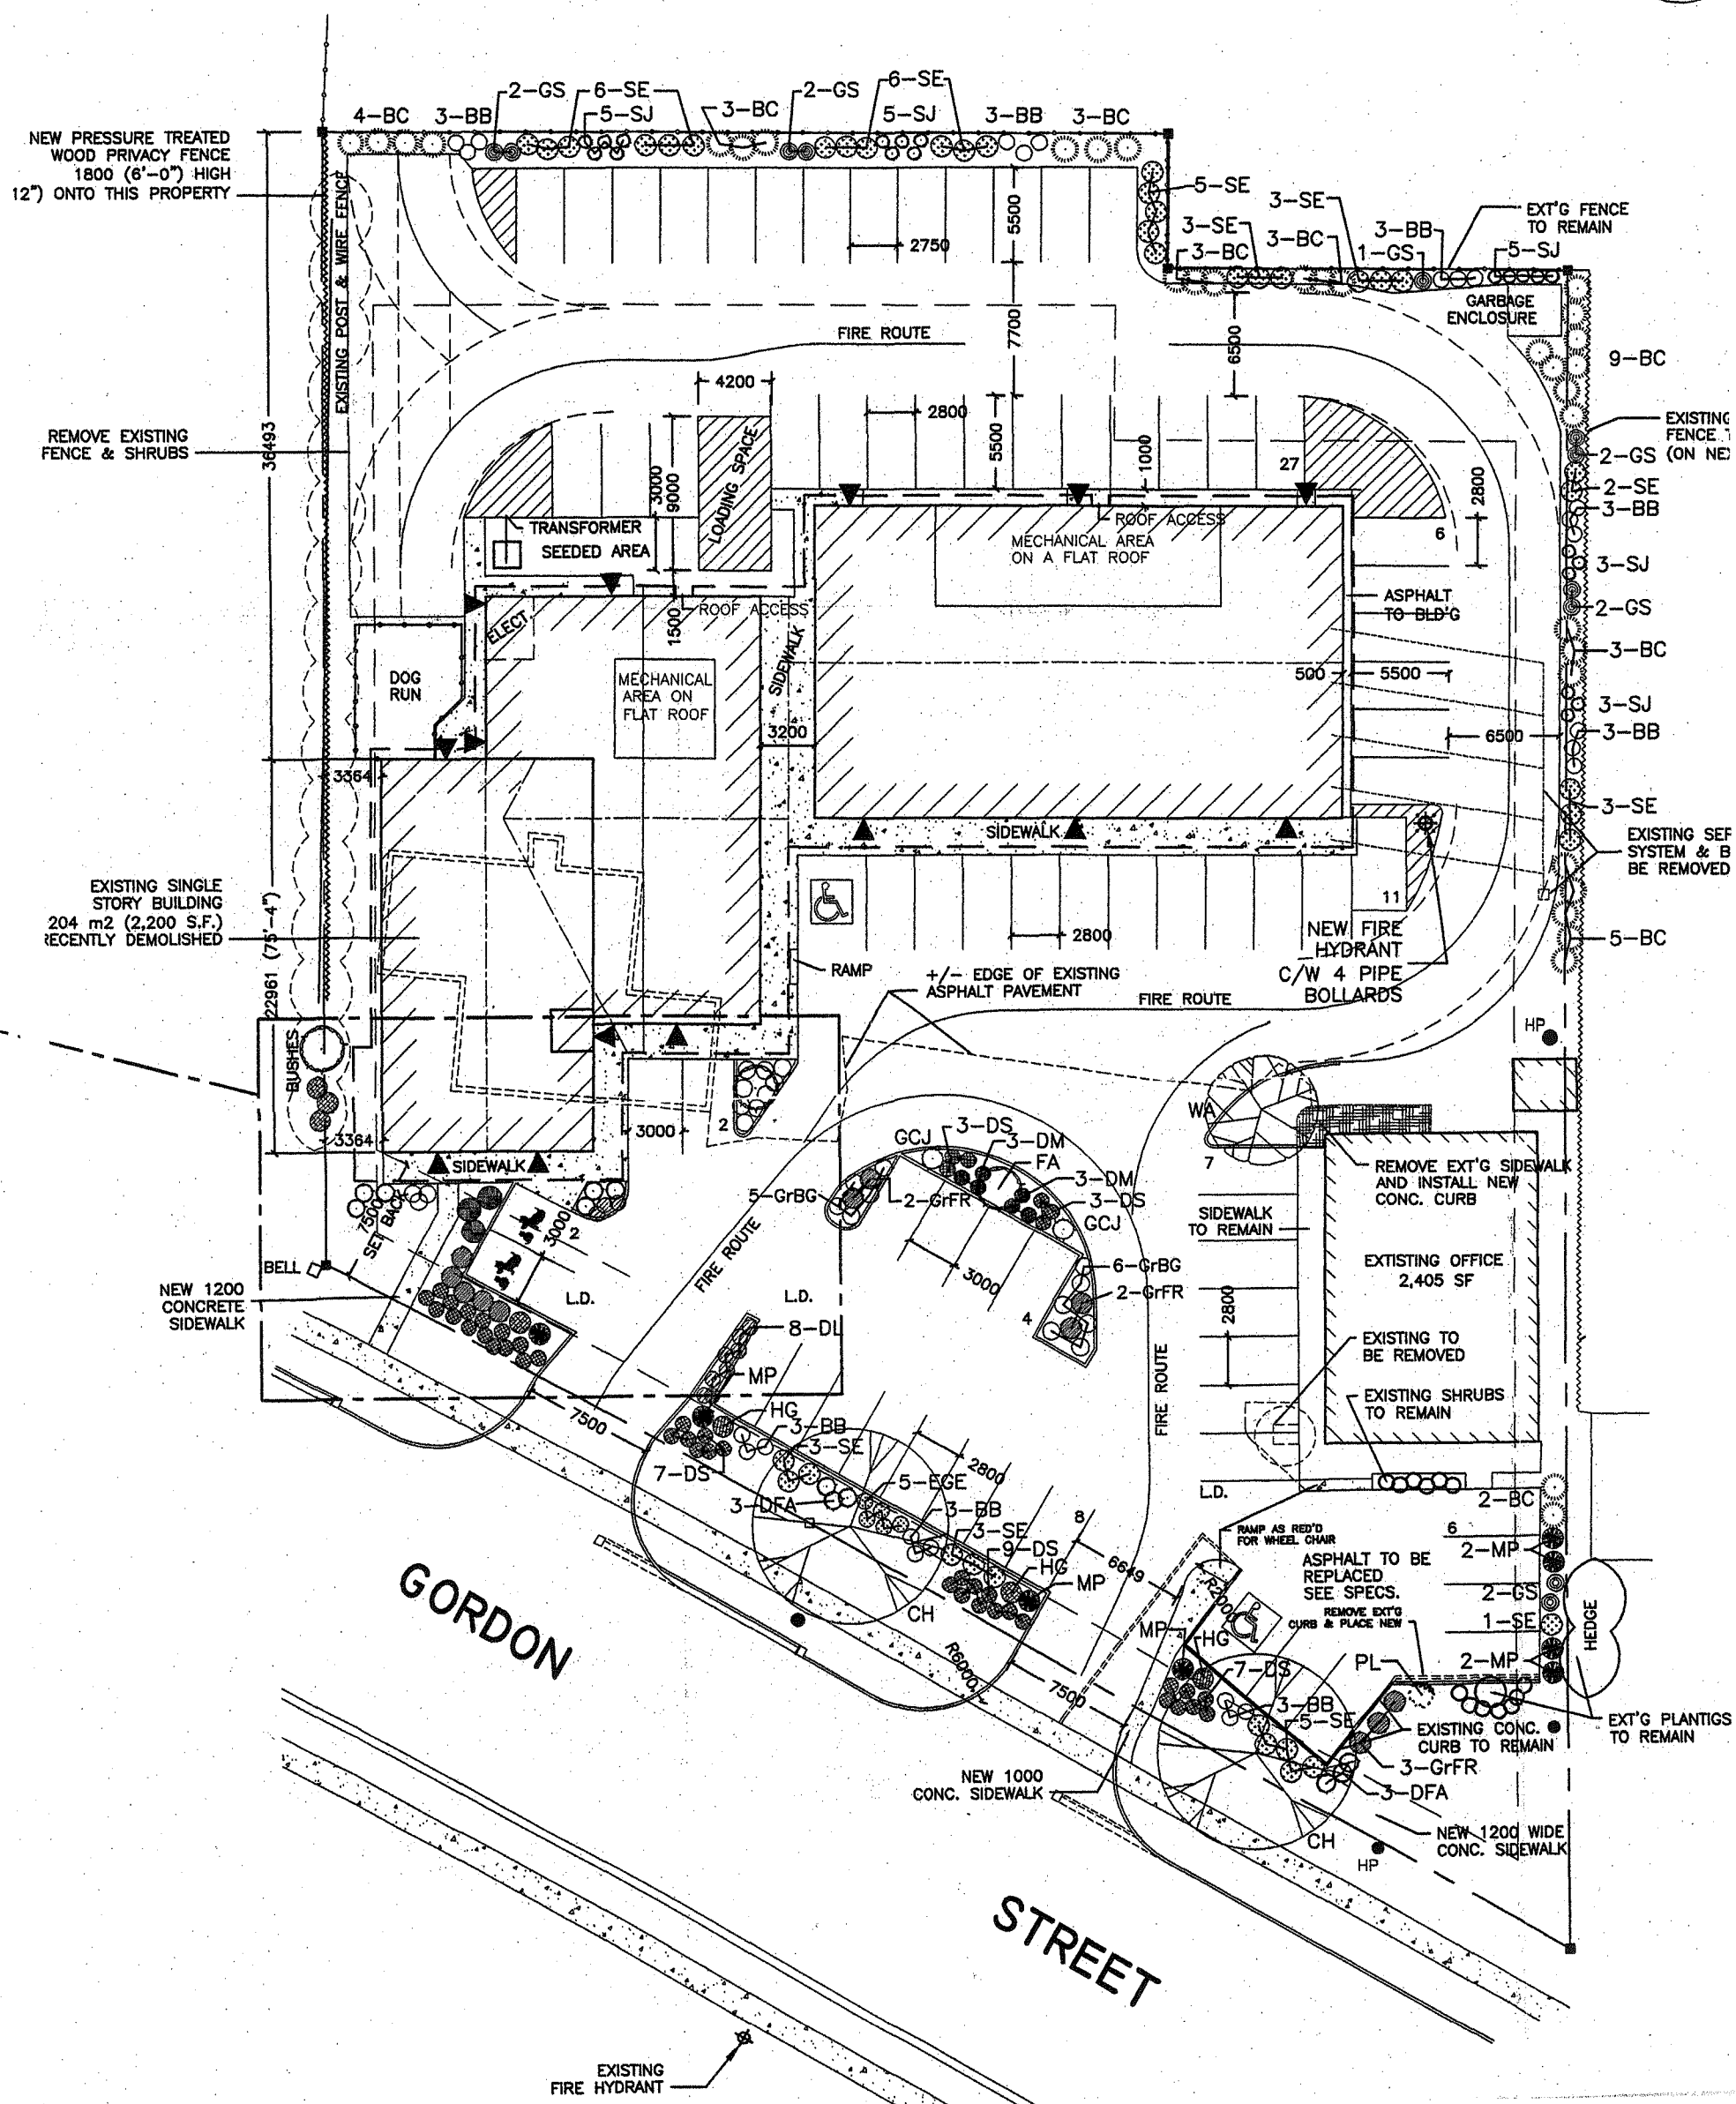 2-GS
6-SE
5-SJ
3-BC
2-GS
6-SE
5-SJ
3-BB
3-BC
4-BC
3-BB
NEW PRESSURE TREATED
WOOD PRIVACY FENCE
1800 (6'-0") HIGH
12") ONTO THIS PROPERTY
EXISTING POST & WIRE FENCE
5500
2750
5-SE
3-SE
3-SE
3-BC
3-BC
3-BB
1-GS
5-SJ
EXT'G FENCE
TO REMAIN
GARBAGE
ENCLOSURE
FIRE ROUTE
7700
6500
9-BC
4200
2800
5500
1000
27
2800
EXISTING
FENCE
(ON NE
2-GS
2-SE
3-BB
REMOVE EXISTING
FENCE & SHRUBS
36493
3000
9000
LOADING SPACE
TRANSFORMER
SEEDED AREA
ROOF ACCESS
MECHANICAL AREA
ON A FLAT ROOF
6
3-SJ
2-GS
ASPHALT
TO BLD'G
ELECT.
1500
ROOF ACCESS
SIDEWALK
DOG
RUN
MECHANICAL
AREA ON
FLAT ROOF
3-BC
500
5500
3-SJ
3-BB
6500
3200
3364
3-SE
SIDEWALK
EXISTING SEP
SYSTEM & B
BE REMOVED
EXISTING SINGLE
STORY BUILDING
204 m2 (2,200 S.F.)
RECENTLY DEMOLISHED
22961 (75'-4")
11
2800
NEW FIRE
HYDRANT
C/W 4 PIPE
BOLLARDS
5-BC
RAMP
+/- EDGE OF EXISTING
ASPHALT PAVEMENT
FIRE ROUTE
HP
BUSHES
3364
2
3000
WA
7
SIDEWALK
GCJ
3-DS
3-DM
FA
3-DM
3-DS
GCJ
5-GrBG
2-GrFR
REMOVE EXT'G SIDEWALK
AND INSTALL NEW
CONC. CURB
SIDEWALK
TO REMAIN
7500
SET BACK
3000
2
FIRE ROUTE
3000
6-GrBG
2-GrFR
4
EXTISTING OFFICE
2,405 SF
BELL
NEW 1200
CONCRETE
SIDEWALK
L.D.
L.D.
2800
8-DL
MP
FIRE ROUTE
EXISTING TO
BE REMOVED
EXISTING SHRUBS
TO REMAIN
7500
HG
3-BB
3-SE
7-DS
3-DFA
2800
5-EGE
3-BB
3-SE
9-DS
HG
MP
8
6649
L.D.
2-BC
6
RAMP AS REQ'D
FOR WHEEL CHAIR
ASPHALT TO BE
REPLACED
SEE SPECS.
2-MP
2-GS
1-SE
2-MP
HEDGE
REMOVE EXT'G
CURB & PLACE NEW
R2000
CH
GORDON
MP
HG
7-DS
PL
R6000
7500
3-BB
5-SE
EXISTING CONC.
CURB TO REMAIN
EXT'G PLANTIGS
TO REMAIN
3-GrFR
3-DFA
NEW 1000
CONC. SIDEWALK
CH
HP
NEW 1200 WIDE
CONC. SIDEWALK
STREET
EXISTING
FIRE HYDRANT